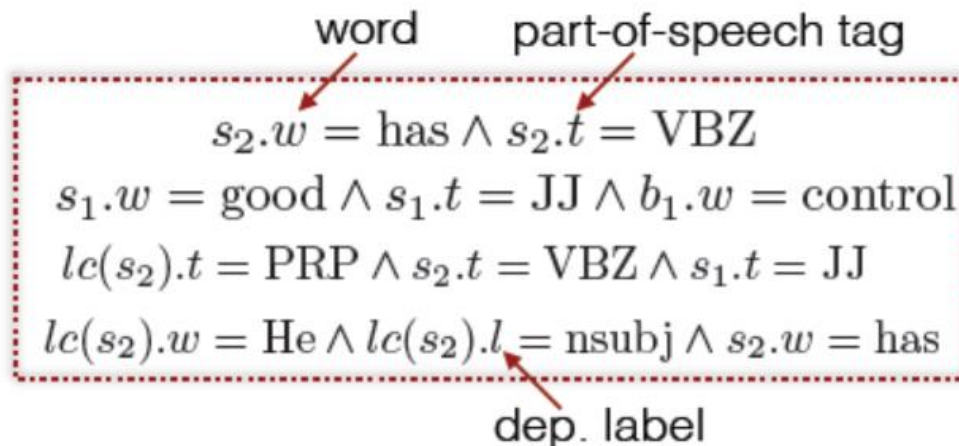 word part-of-speech tag
s₂.w = has ∧ s₂.t = VBZ
s₁.w = good ∧ s₁.t = JJ ∧ b₁.w = control
lc(s₂).t = PRP ∧ s₂.t = VBZ ∧ s₁.t = JJ
lc(s₂).w = He ∧ lc(s₂).l = nsubj ∧ s₂.w = has
dep. label